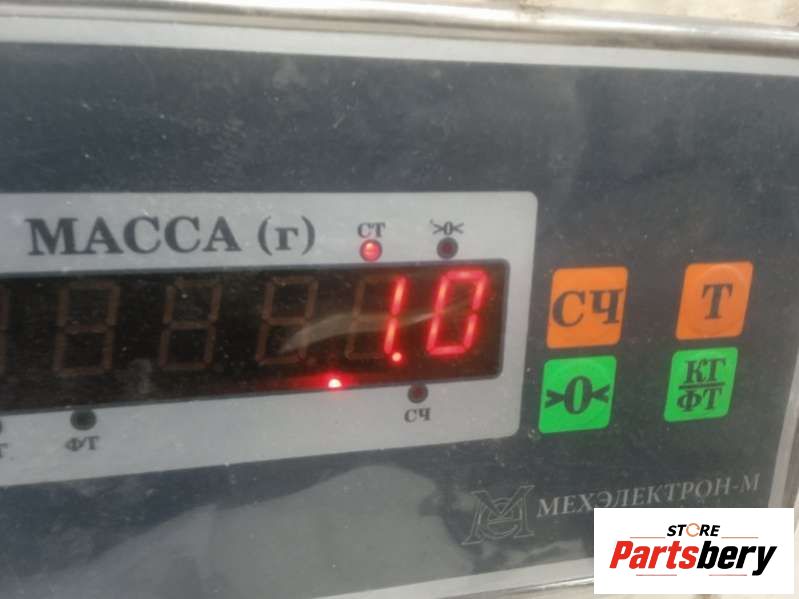 МАССА (г) СТ >0<
1.0
СЧ Т
>0< КГ/ФТ
ФТ СЧ
МЕХЭЛЕКТРОН-М
STORE
Partsbery